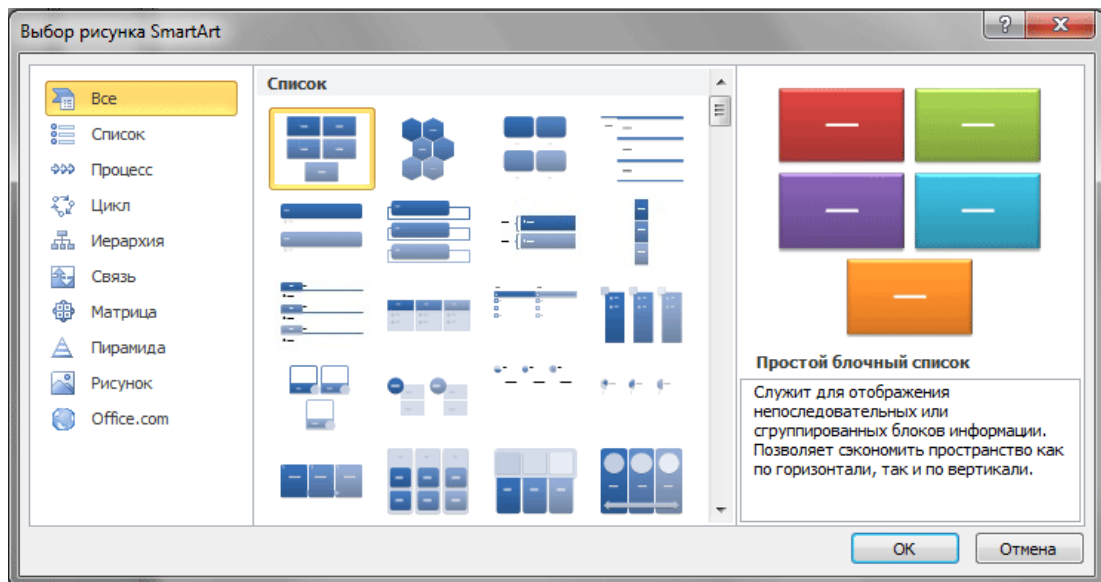 Выбор рисунка SmartArt
Все
Список
Процесс
Цикл
Иерархия
Связь
Матрица
Пирамида
Рисунок
Office.com
Список
Простой блочный список
Служит для отображения
непоследовательных или
сгруппированных блоков информации.
Позволяет сэкономить пространство как
по горизонтали, так и по вертикали.
ОК
Отмена